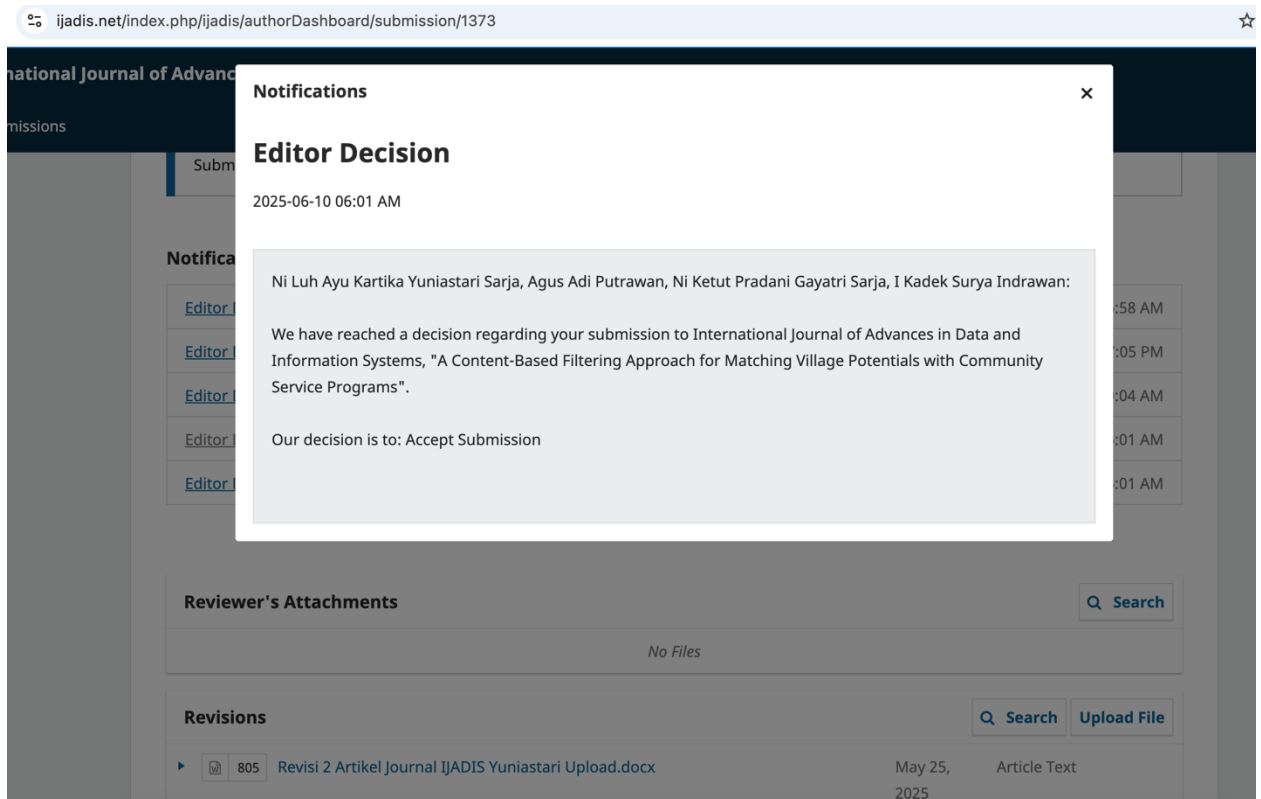 ijadis.net/index.php/ijadis/authorDashboard/submission/1373
national Journal of Advanc
missions
Notifications
Editor Decision
2025-06-10 06:01 AM
Subm
Notifica
Ni Luh Ayu Kartika Yuniastari Sarja, Agus Adi Putrawan, Ni Ketut Pradani Gayatri Sarja, I Kadek Surya Indrawan:
We have reached a decision regarding your submission to International Journal of Advances in Data and
Information Systems, "A Content-Based Filtering Approach for Matching Village Potentials with Community
Service Programs".
Our decision is to: Accept Submission
Editor :58 AM
Editor :05 PM
Editor :04 AM
Editor :01 AM
Editor :01 AM
Reviewer's Attachments Search
No Files
Revisions Search Upload File
805 Revisi 2 Artikel Journal IJADIS Yuniastari Upload.docx May 25, Article Text
2025